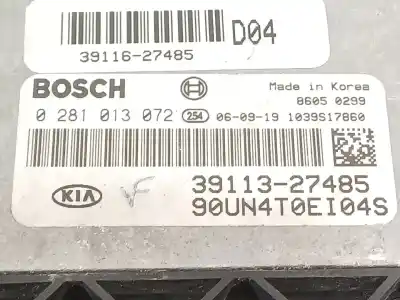 D04
39116-27485
BOSCH
Made in Korea
8605 0299
0 281 013 072 254 06-09-19 1039S17860
KIA
39113-27485
90UN4T0EI04S